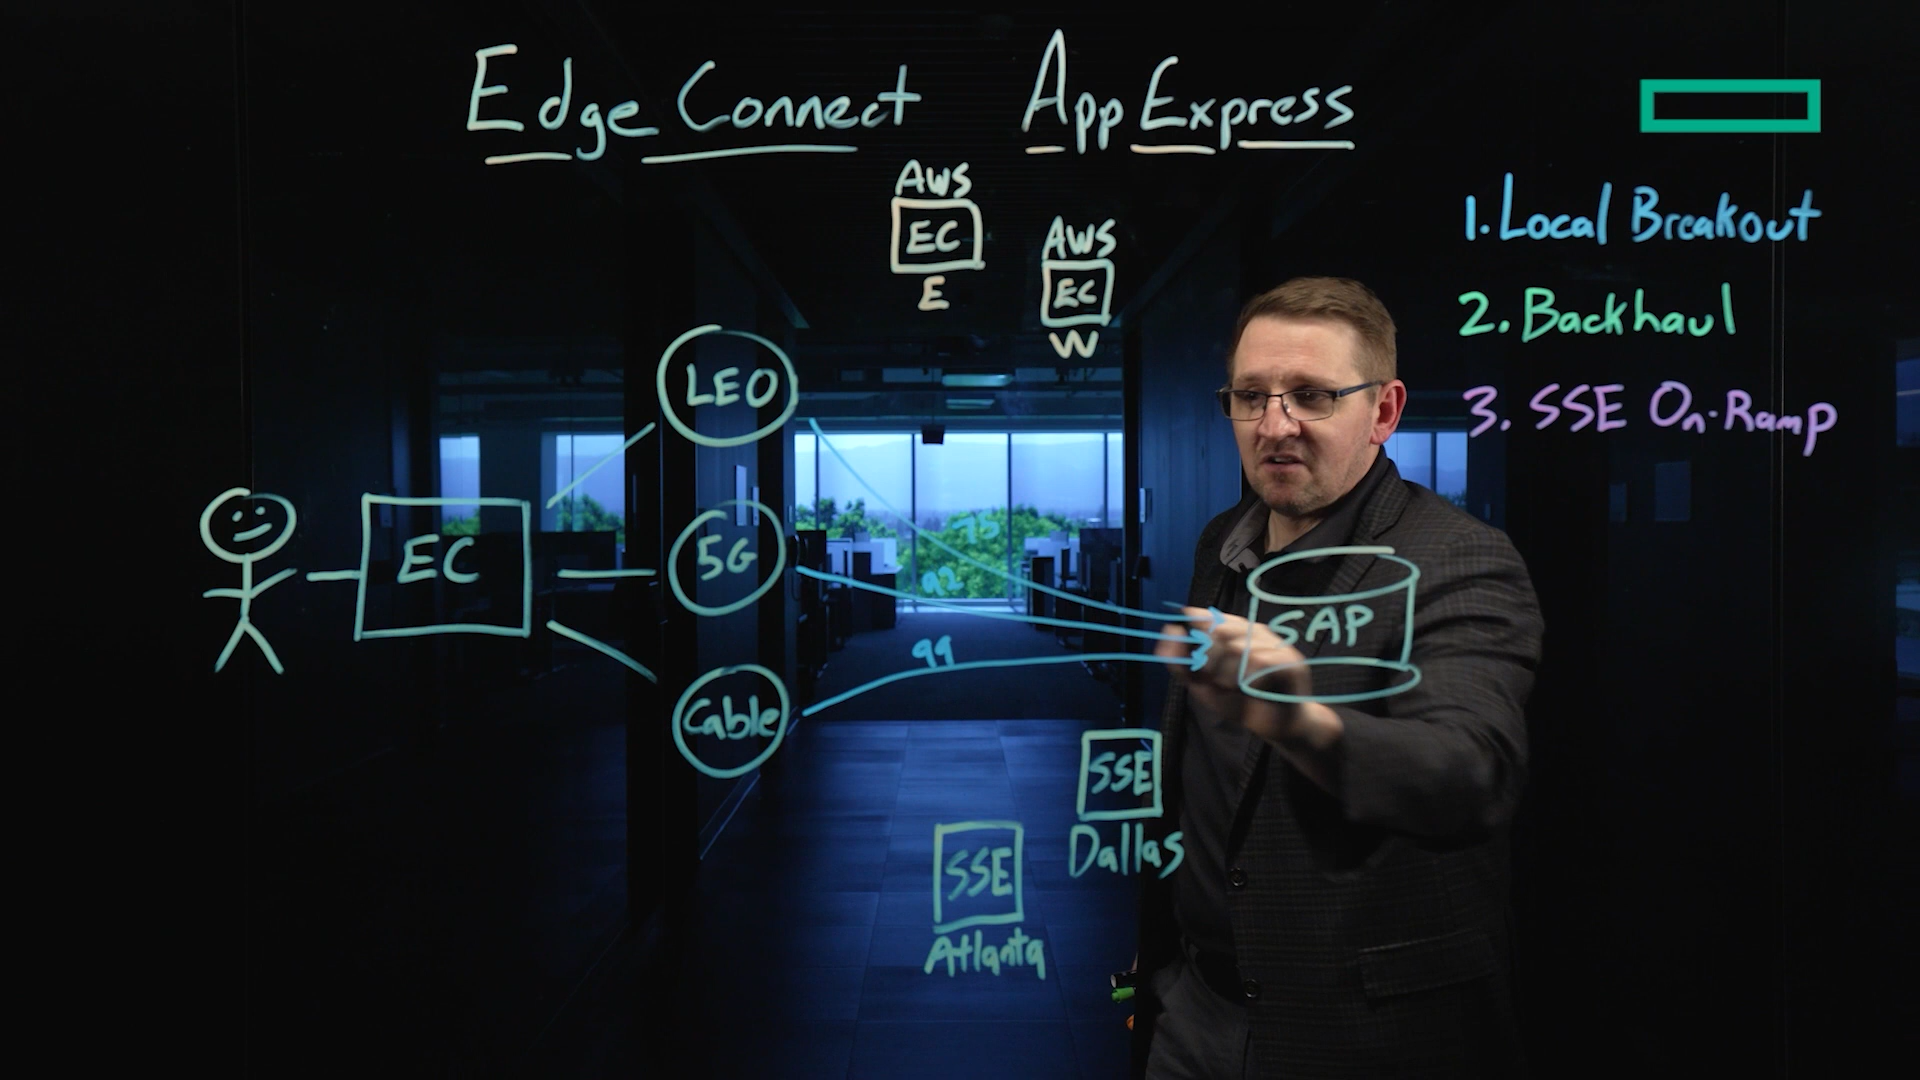 Edge Connect App Express
AWS
EC
E
AWS
EC
W
1. Local Breakout
2. Backhaul
3. SSE On-Ramp
LEO
EC
5G
Cable
75
92
99
SAP
SSE
Dallas
SSE
Atlanta